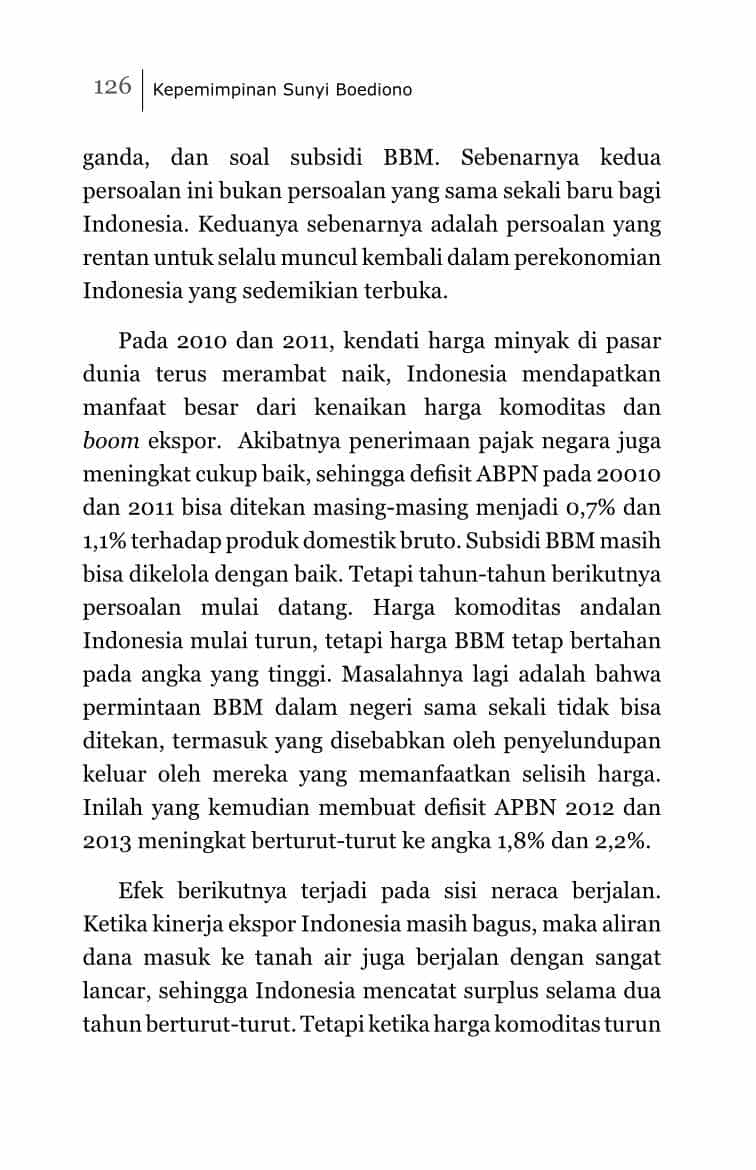 126 Kepemimpinan Sunyi Boediono
ganda, dan soal subsidi BBM. Sebenarnya kedua
persoalan ini bukan persoalan yang sama sekali baru bagi
Indonesia. Keduanya sebenarnya adalah persoalan yang
rentan untuk selalu muncul kembali dalam perekonomian
Indonesia yang sedemikian terbuka.
Pada 2010 dan 2011, kendati harga minyak di pasar
dunia terus merambat naik, Indonesia mendapatkan
manfaat besar dari kenaikan harga komoditas dan
boom ekspor. Akibatnya penerimaan pajak negara juga
meningkat cukup baik, sehingga defisit ABPN pada 20010
dan 2011 bisa ditekan masing-masing menjadi 0,7% dan
1,1% terhadap produk domestik bruto. Subsidi BBM masih
bisa dikelola dengan baik. Tetapi tahun-tahun berikutnya
persoalan mulai datang. Harga komoditas andalan
Indonesia mulai turun, tetapi harga BBM tetap bertahan
pada angka yang tinggi. Masalahnya lagi adalah bahwa
permintaan BBM dalam negeri sama sekali tidak bisa
ditekan, termasuk yang disebabkan oleh penyelundupan
keluar oleh mereka yang memanfaatkan selisih harga.
Inilah yang kemudian membuat defisit APBN 2012 dan
2013 meningkat berturut-turut ke angka 1,8% dan 2,2%.
Efek berikutnya terjadi pada sisi neraca berjalan.
Ketika kinerja ekspor Indonesia masih bagus, maka aliran
dana masuk ke tanah air juga berjalan dengan sangat
lancar, sehingga Indonesia mencatat surplus selama dua
tahun berturut-turut. Tetapi ketika harga komoditas turun